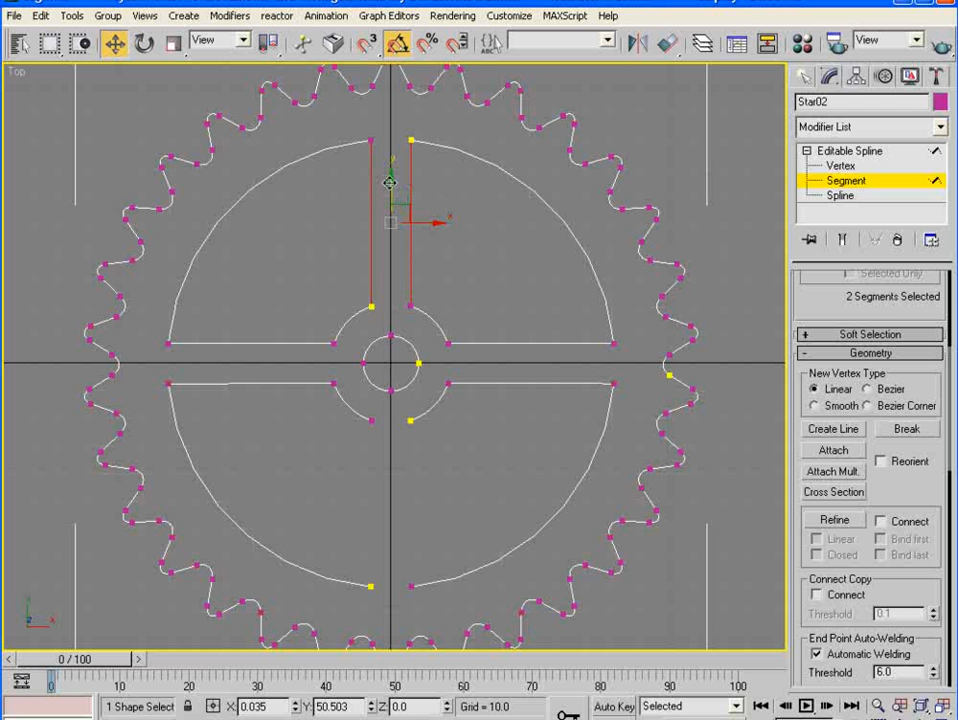 File Edit Tools Group Views Create Modifiers reactor Animation Graph Editors Rendering Customize MAXScript Help
View View
Top
y
x
Star02
Modifier List
Editable Spline
Vertex
Segment
Spline
Selected Only
2 Segments Selected
+ Soft Selection
- Geometry
New Vertex Type
Linear Bezier
Smooth Bezier Corner
Create Line Break
Attach
Reorient
Attach Mult.
Cross Section
Refine Connect
Linear Bind first
Closed Bind last
Connect Copy
Connect
Threshold 0.1
End Point Auto-Welding
Automatic Welding
Threshold 6.0
0 / 100
0 10 20 30 40 50 60 70 80 90 100
1 Shape Select X: 0.035 Y: 50.503 Z: 0.0 Grid = 10.0 Auto Key Selected